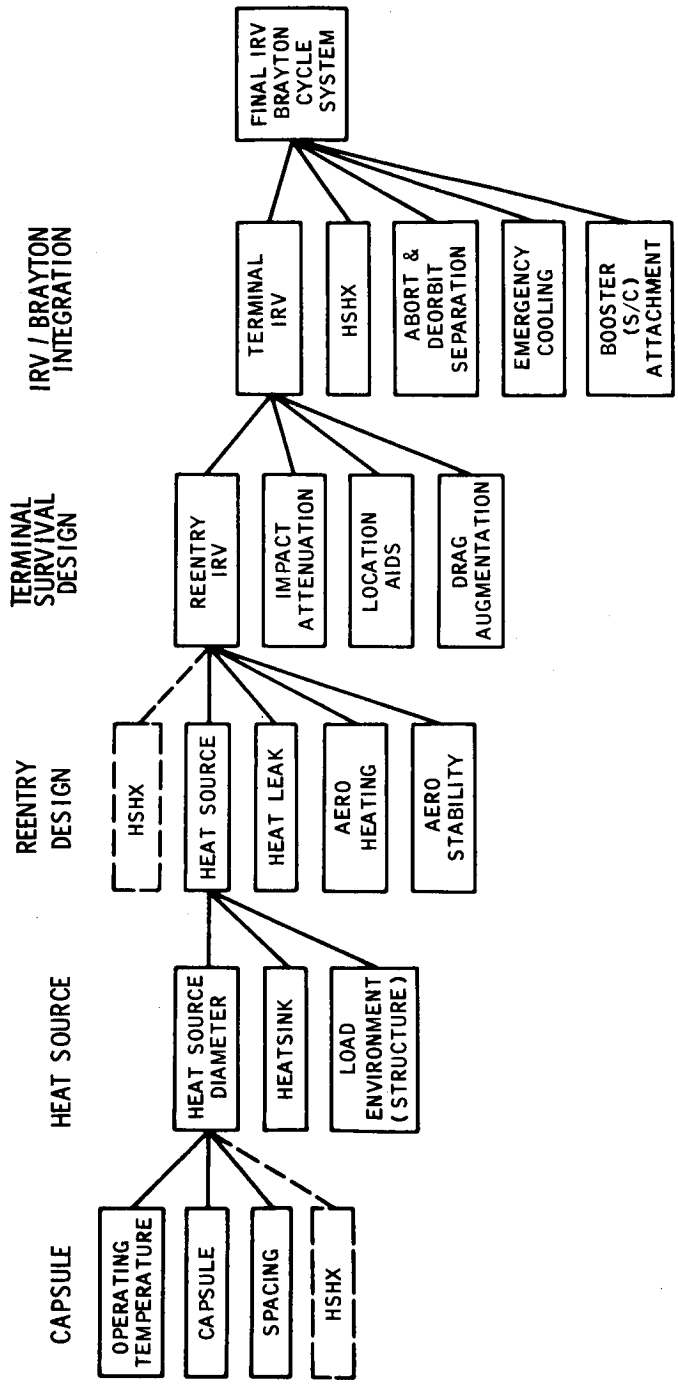 CAPSULE
OPERATING
TEMPERATURE
CAPSULE
SPACING
HSHX
HEAT SOURCE
HEAT SOURCE
DIAMETER
HEATSINK
LOAD
ENVIRONMENT
(STRUCTURE)
REENTRY
DESIGN
HSHX
HEAT SOURCE
HEAT LEAK
AERO
HEATING
AERO
STABILITY
TERMINAL
SURVIVAL
DESIGN
REENTRY
IRV
IMPACT
ATTENUATION
LOCATION
AIDS
DRAG
AUGMENTATION
IRV / BRAYTON
INTEGRATION
TERMINAL
IRV
HSHX
ABORT &
DEORBIT
SEPARATION
EMERGENCY
COOLING
BOOSTER
(S/C)
ATTACHMENT
FINAL IRV
BRAYTON
CYCLE
SYSTEM